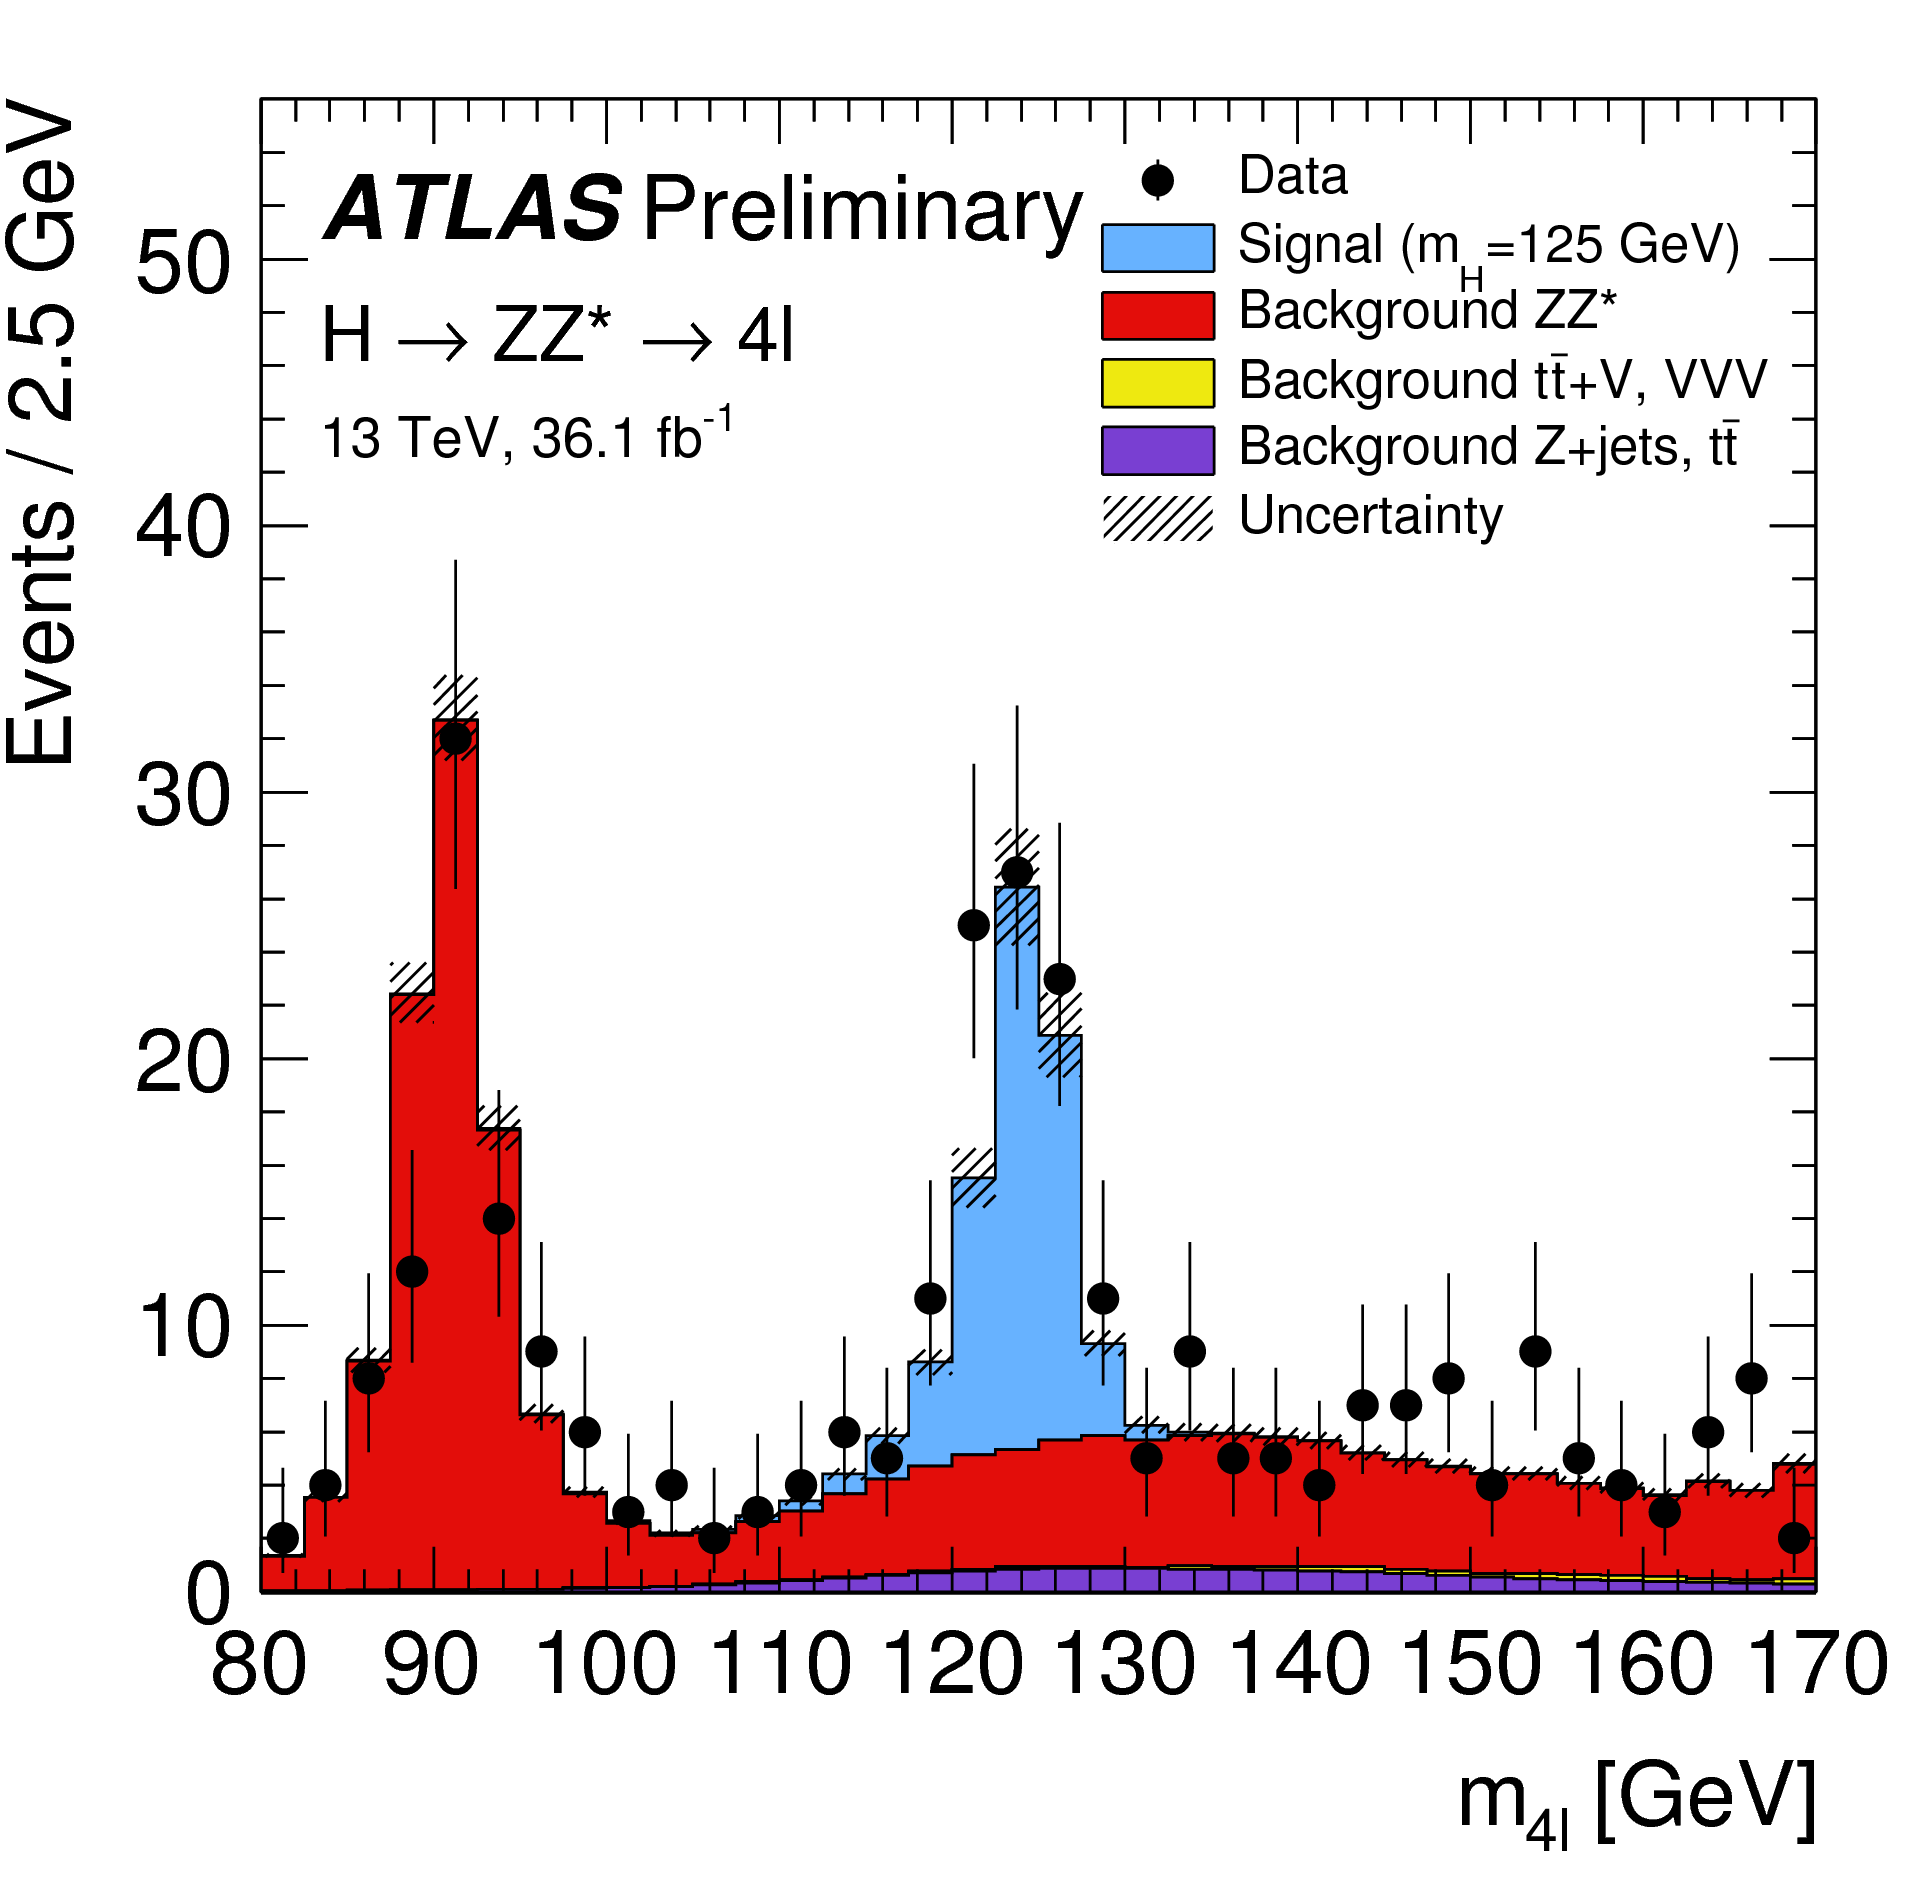 Events / 2.5 GeV
ATLAS Preliminary
H → ZZ* → 4l
13 TeV, 36.1 fb⁻¹
Data
Signal (m_H=125 GeV)
Background ZZ*
Background tt̄+V, VVV
Background Z+jets, tt̄
Uncertainty
50
40
30
20
10
0
80 90 100 110 120 130 140 150 160 170
m_4l [GeV]